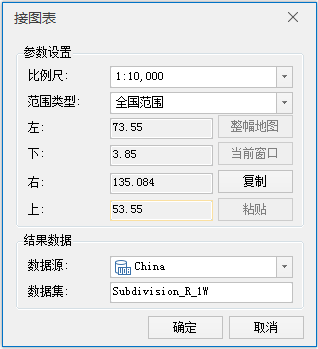 接图表
参数设置
比例尺: 1:10,000
范围类型: 全国范围
左: 73.55 整幅地图
下: 3.85 当前窗口
右: 135.084 复制
上: 53.55 粘贴
结果数据
数据源: China
数据集: Subdivision_R_1W
确定 取消